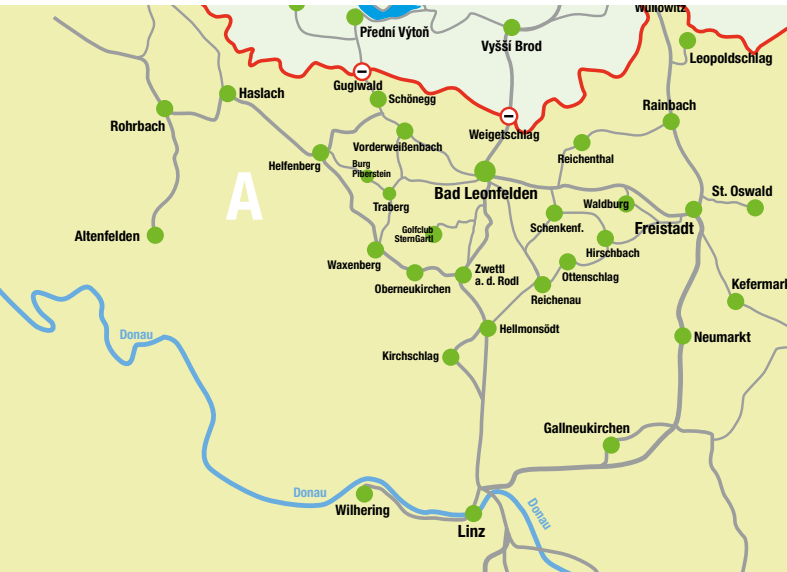 Wullowitz
Přední Výtoň
Vyšší Brod
Leopoldschlag
Guglwald
Haslach
Schönegg
Rainbach
Rohrbach
Weigetschlag
Vorderweißenbach
Reichenthal
Helfenberg
Burg
Piberstein
Bad Leonfelden
St. Oswald
A
Traberg
Waldburg
Altenfelden
Golfclub
SternGartl
Schenkenf.
Freistadt
Hirschbach
Waxenberg
Zwettl
a. d. Rodl
Ottenschlag
Oberneukirchen
Reichenau
Kefermark
Donau
Hellmonsödt
Neumarkt
Kirchschlag
Gallneukirchen
Donau
Wilhering
Donau
Linz